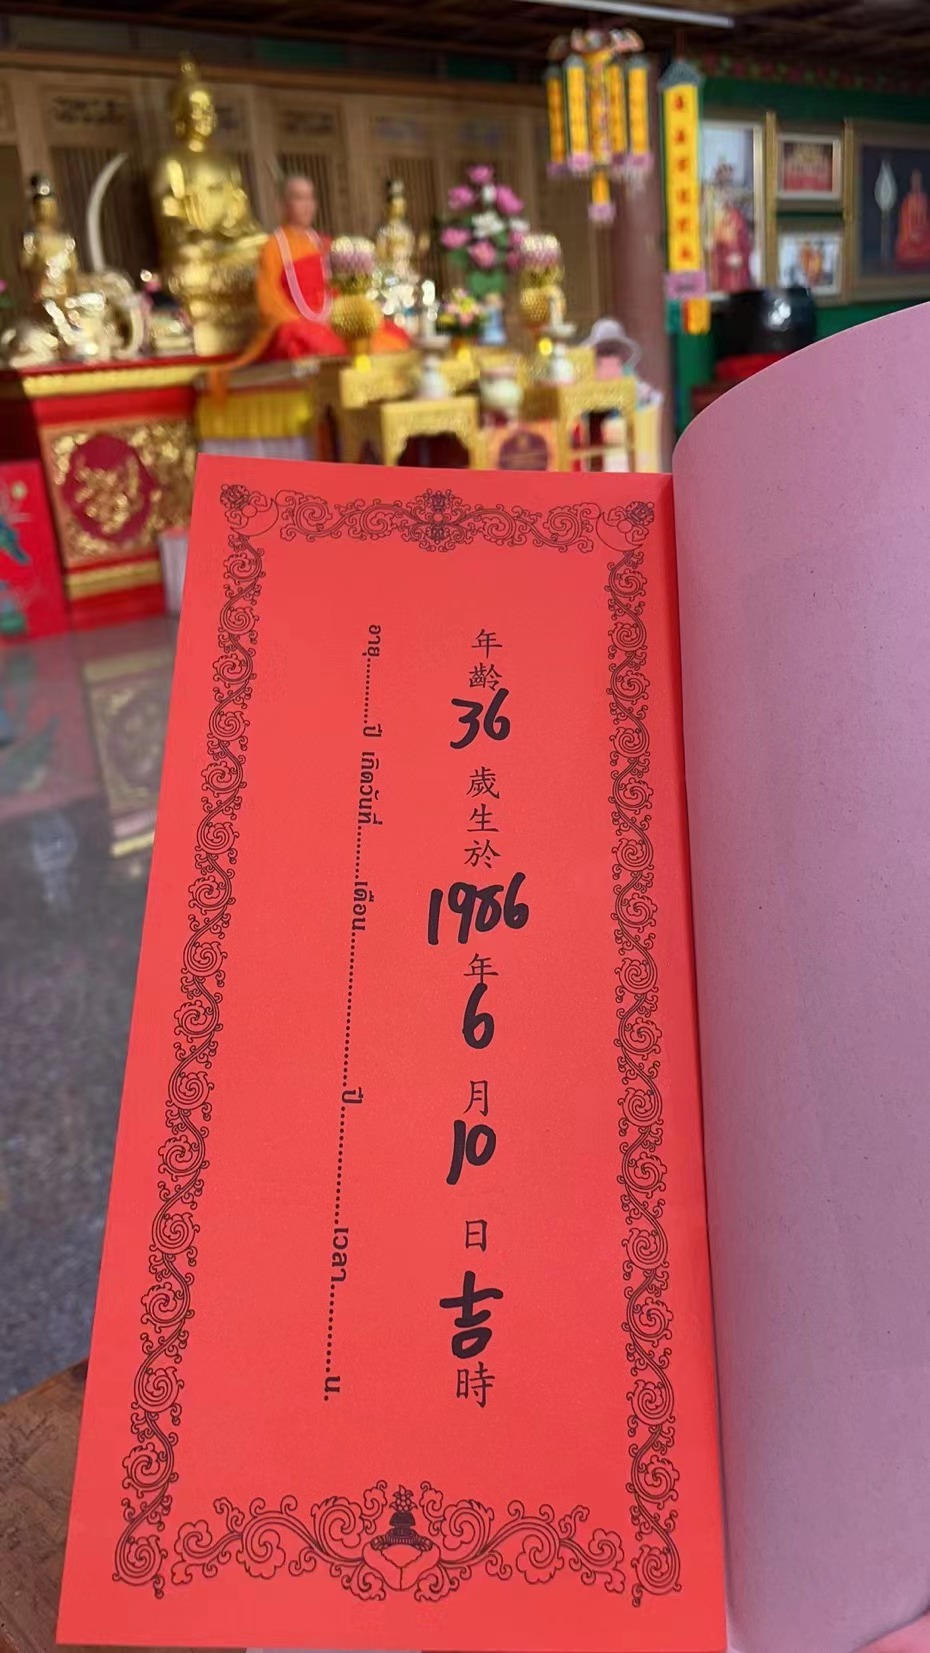 年齡36歲生於1986年6月10日吉時
อายุ............ปี เกิดวันที่.........เดือน........................ปี..................เวลา.............น.